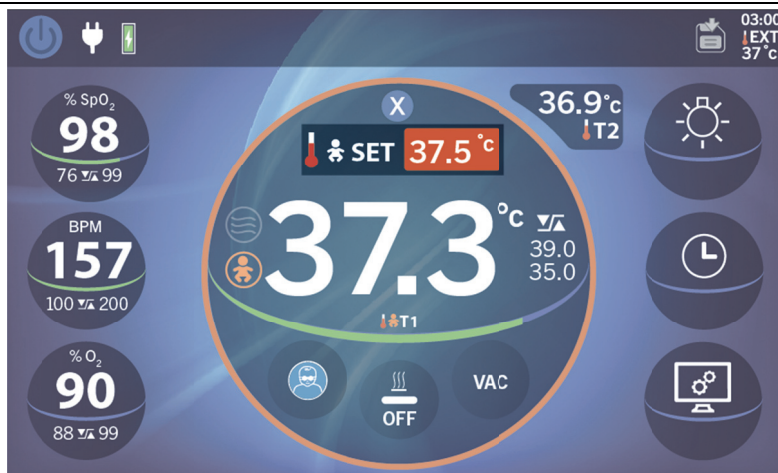 03:00
EXT
37°c
% SpO₂
98
76 99
X
SET 37.5 °c
36.9°c
T2
BPM
157
100 200
37.3 °c
39.0
35.0
T1
% O₂
90
88 99
OFF
VAC